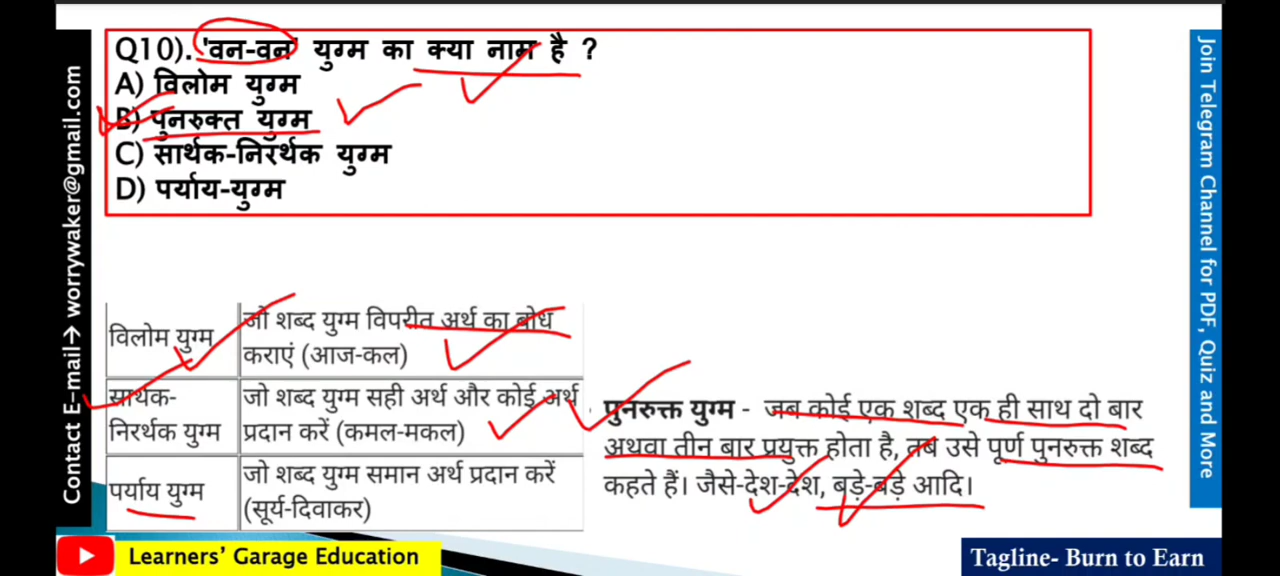 Q10). 'वन-वन' युग्म का क्या नाम है ?
A) विलोम युग्म
B) पुनरुक्त युग्म
C) सार्थक-निरर्थक युग्म
D) पर्याय-युग्म
विलोम युग्म
जो शब्द युग्म विपरीत अर्थ का बोध
कराएं (आज-कल)
सार्थक-
निरर्थक युग्म
जो शब्द युग्म सही अर्थ और कोई अर्थ
प्रदान करें (कमल-मकल)
पर्याय युग्म
जो शब्द युग्म समान अर्थ प्रदान करें
(सूर्य-दिवाकर)
पुनरुक्त युग्म - जब कोई एक शब्द एक ही साथ दो बार
अथवा तीन बार प्रयुक्त होता है, तब उसे पूर्ण पुनरुक्त शब्द
कहते हैं। जैसे-देश-देश, बड़े-बड़े आदि।
Contact E-mail→ worrywaker@gmail.com
Join Telegram Channel for PDF, Quiz and More
Learners' Garage Education
Tagline- Burn to Earn